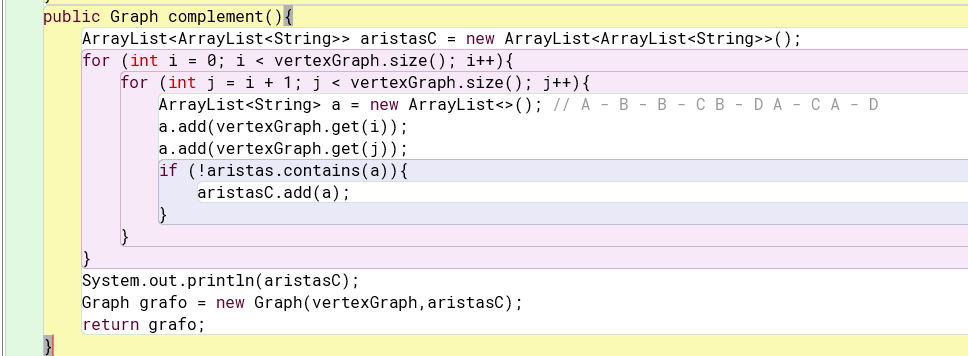 public Graph complement(){
ArrayList<ArrayList<String>> aristasC = new ArrayList<ArrayList<String>>();
for (int i = 0; i < vertexGraph.size(); i++){
for (int j = i + 1; j < vertexGraph.size(); j++){
ArrayList<String> a = new ArrayList<>(); // A - B - B - C B - D A - C A - D
a.add(vertexGraph.get(i));
a.add(vertexGraph.get(j));
if (!aristas.contains(a)){
aristasC.add(a);
}
}
}
System.out.println(aristasC);
Graph grafo = new Graph(vertexGraph,aristasC);
return grafo;
}